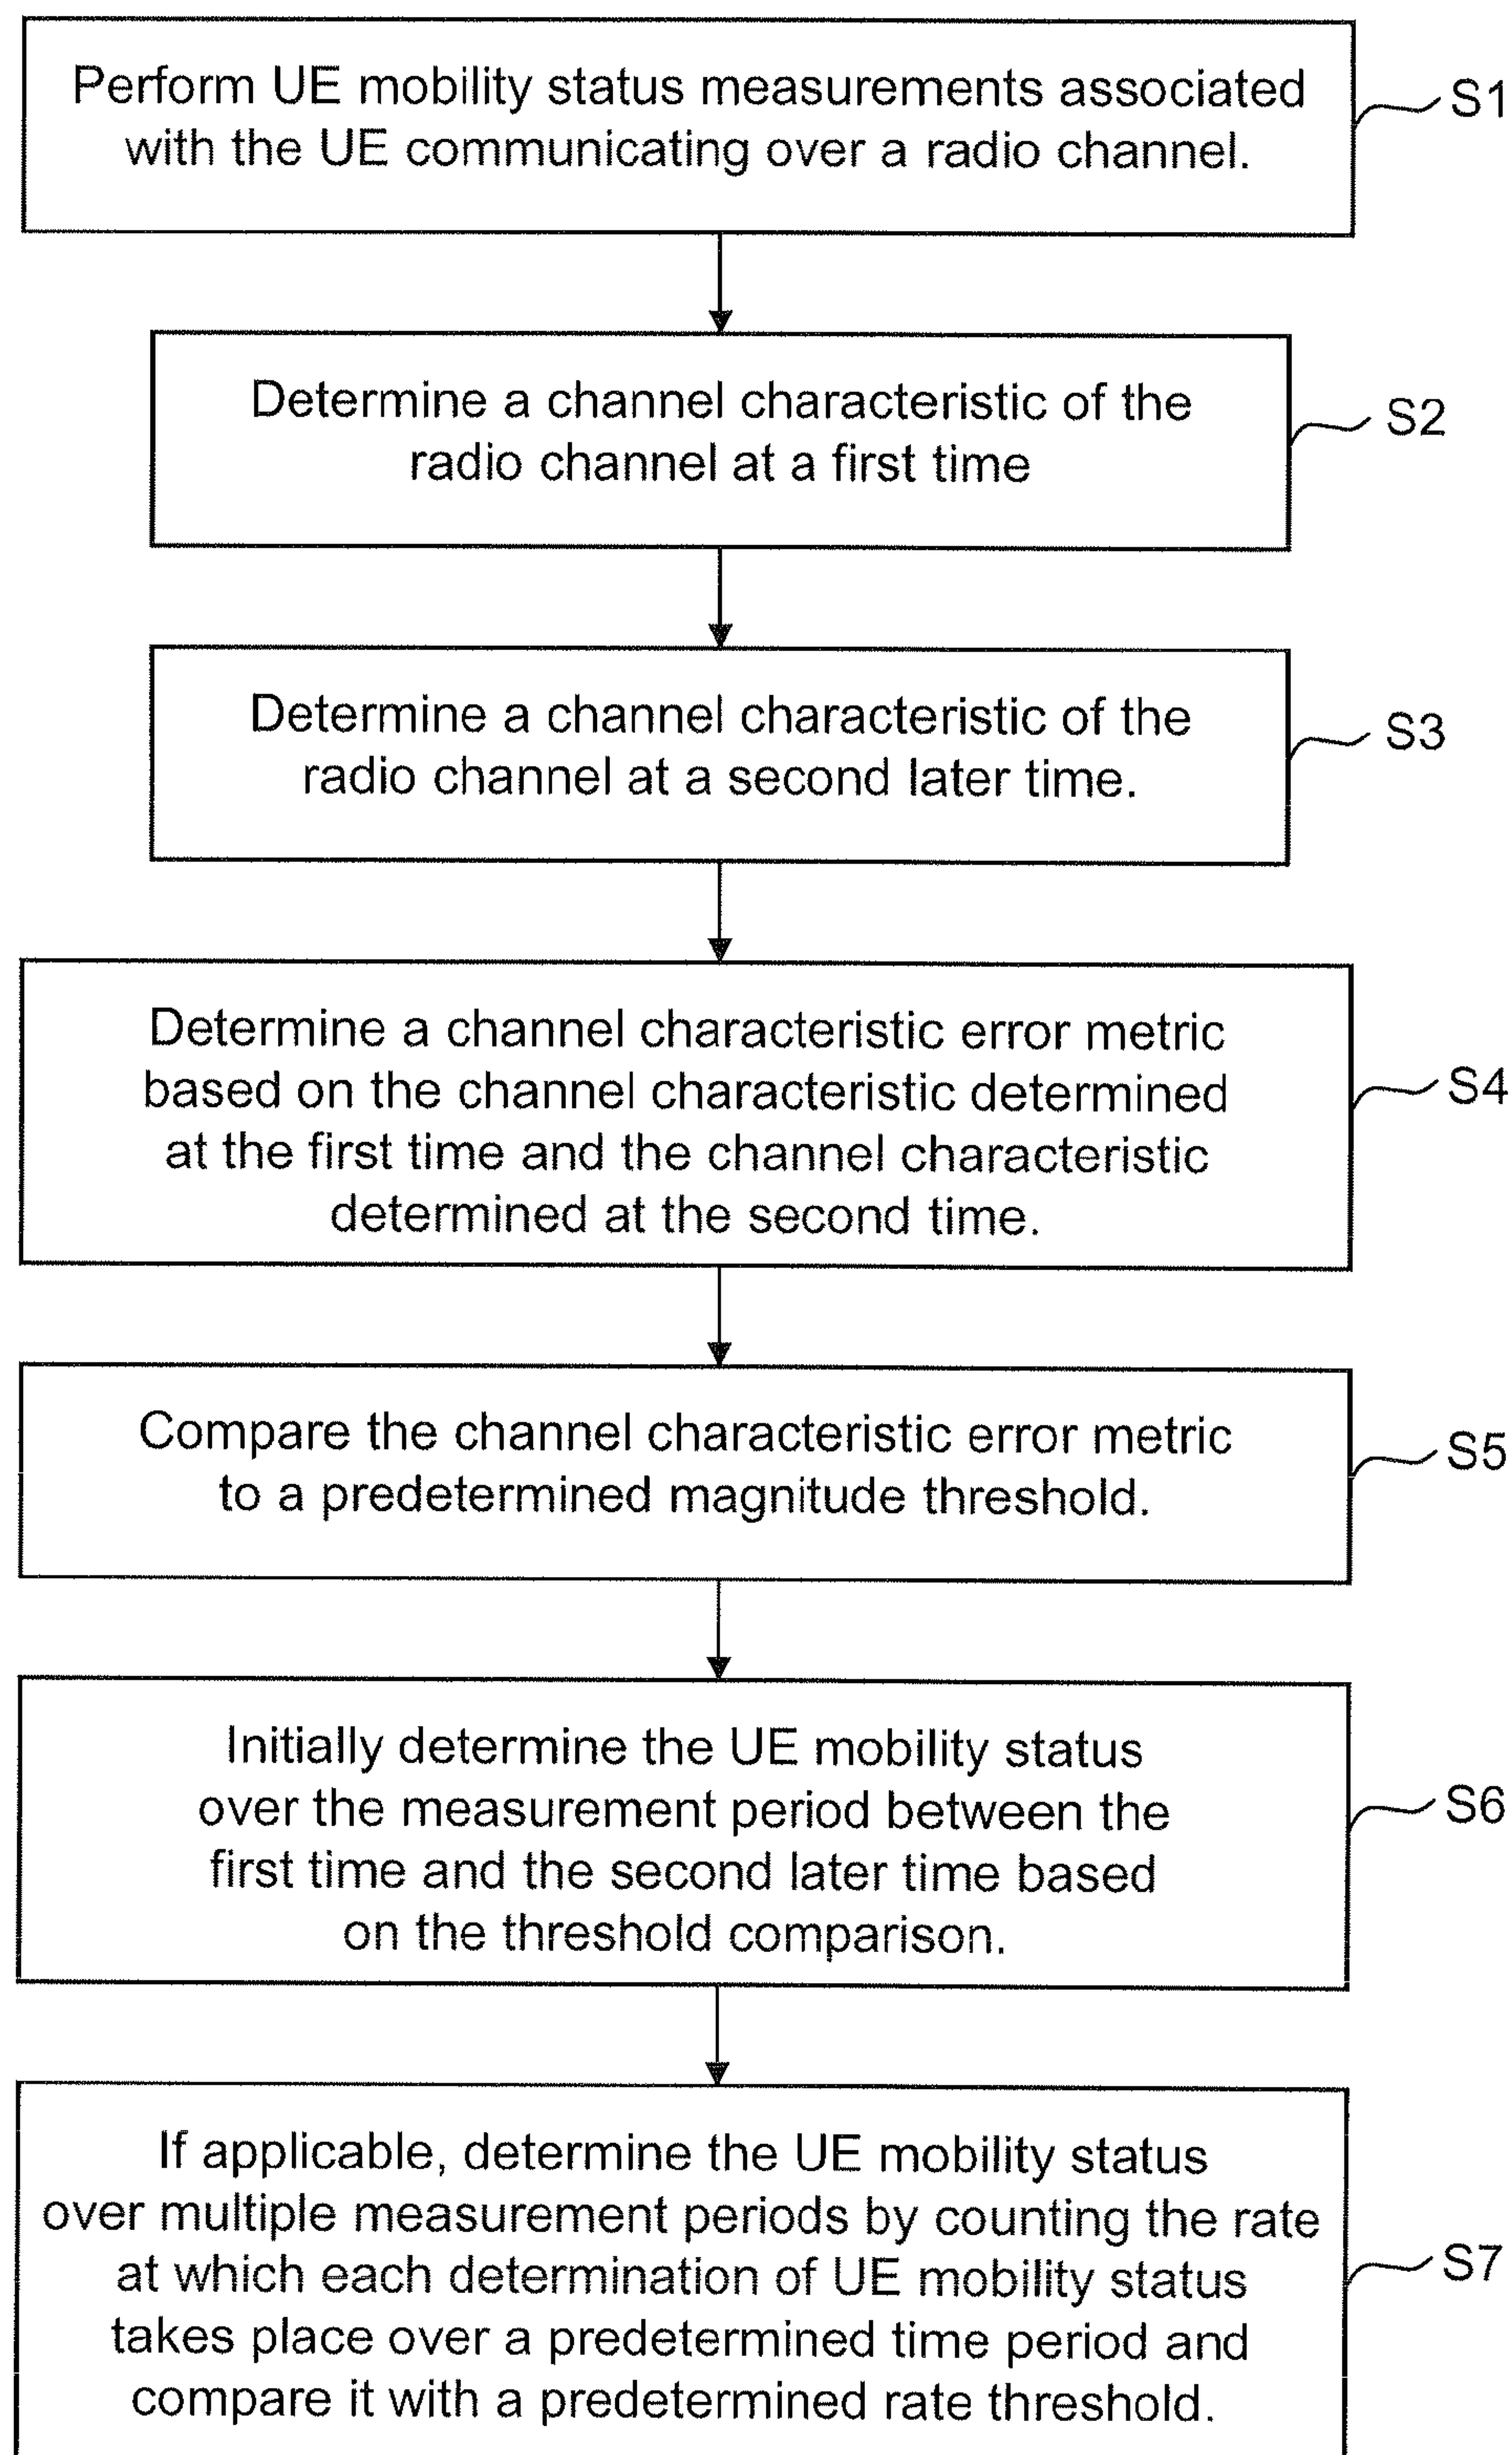 Perform UE mobility status measurements associated
with the UE communicating over a radio channel.
S1
Determine a channel characteristic of the
radio channel at a first time
S2
Determine a channel characteristic of the
radio channel at a second later time.
S3
Determine a channel characteristic error metric
based on the channel characteristic determined
at the first time and the channel characteristic
determined at the second time.
S4
Compare the channel characteristic error metric
to a predetermined magnitude threshold.
S5
Initially determine the UE mobility status
over the measurement period between the
first time and the second later time based
on the threshold comparison.
S6
If applicable, determine the UE mobility status
over multiple measurement periods by counting the rate
at which each determination of UE mobility status
takes place over a predetermined time period and
compare it with a predetermined rate threshold.
S7